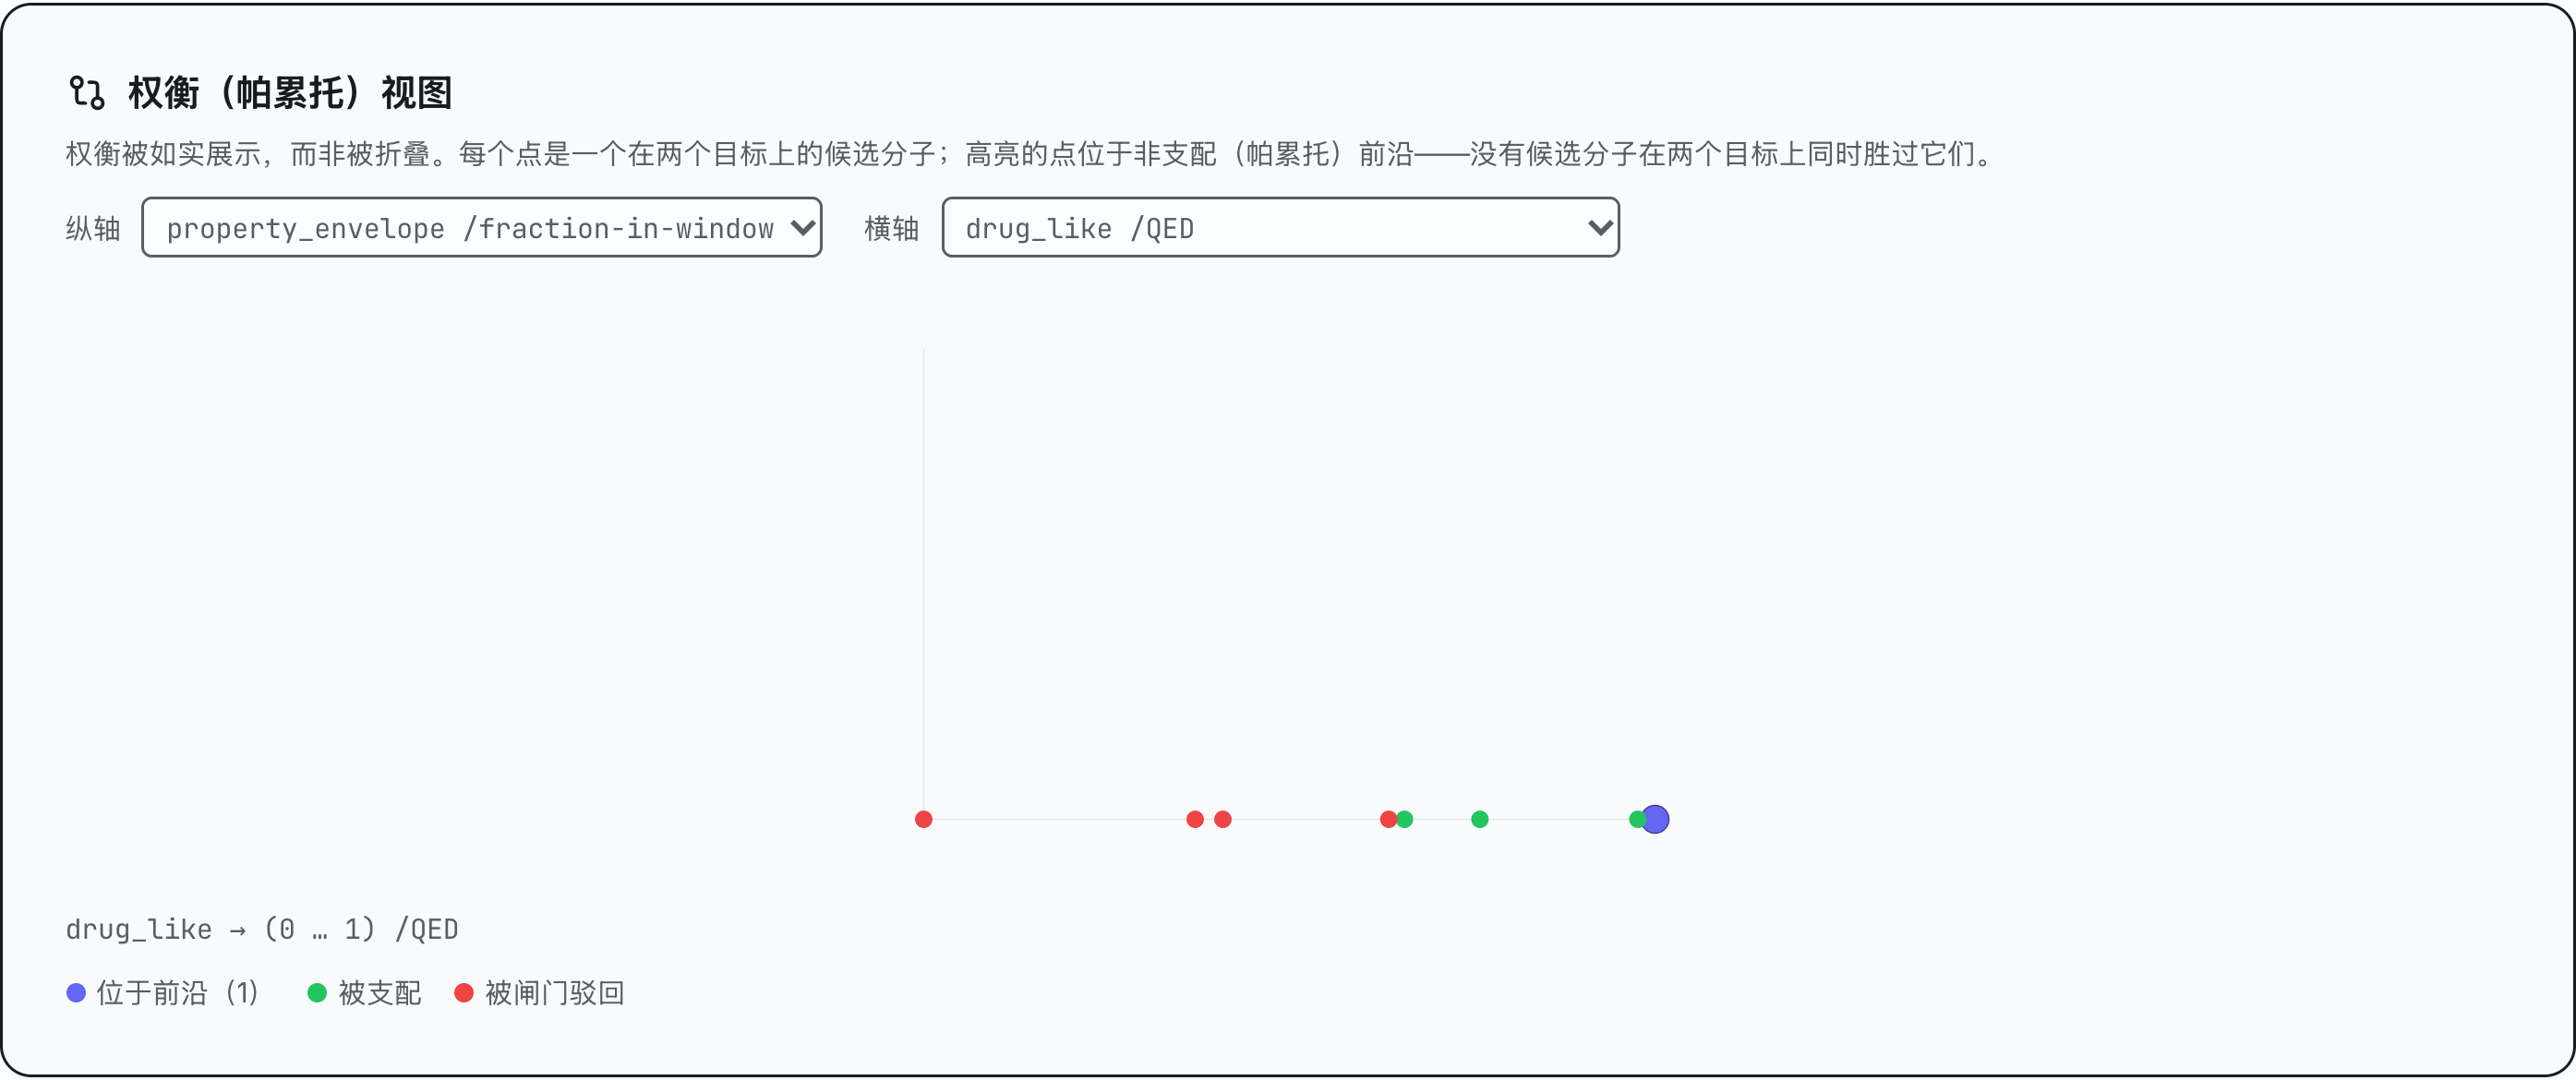 权衡（帕累托）视图
权衡被如实展示，而非被折叠。每个点是一个在两个目标上的候选分子；高亮的点位于非支配（帕累托）前沿——没有候选分子在两个目标上同时胜过它们。
纵轴 property_envelope /fraction-in-window 横轴 drug_like /QED
drug_like → (0 … 1) /QED
位于前沿（1） 被支配 被闸门驳回